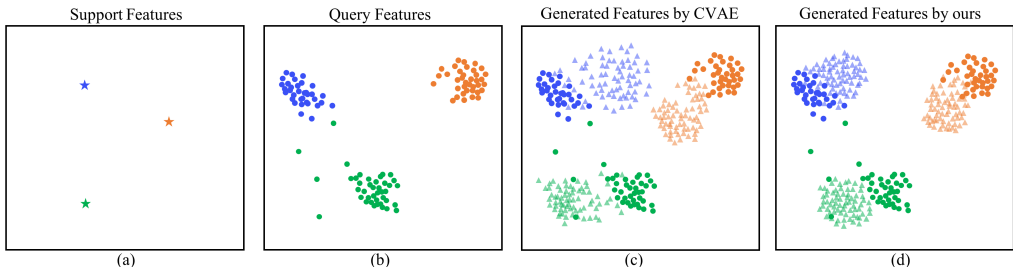 Support Features
Query Features
Generated Features by CVAE
Generated Features by ours
(a)
(b)
(c)
(d)